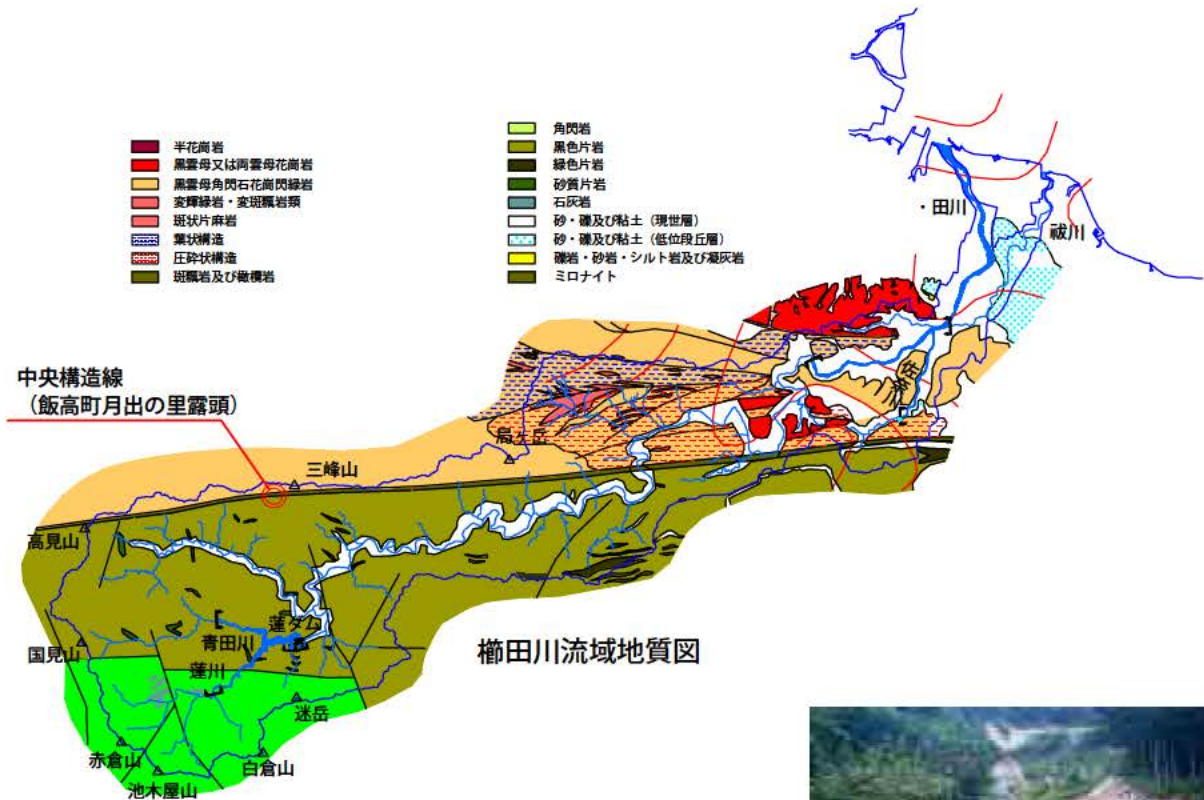 半花崗岩
黒雲母又は両雲母花崗岩
黒雲母角閃石花崗閃緑岩
変輝緑岩・変斑糲岩類
斑状片麻岩
葉状構造
圧砕状構造
斑糲岩及び橄欖岩
角閃岩
黒色片岩
緑色片岩
砂質片岩
石灰岩
砂・礫及び粘土（現世層）
砂・礫及び粘土（低位段丘層）
礫岩・砂岩・シルト岩及び凝灰岩
ミロナイト
・田川
祓川
中央構造線
（飯高町月出の里露頭）
局ヶ岳
三峰山
高見山
蓮ダム
青田川
国見山
蓮川
迷岳
赤倉山
白倉山
池木屋山
櫛田川流域地質図